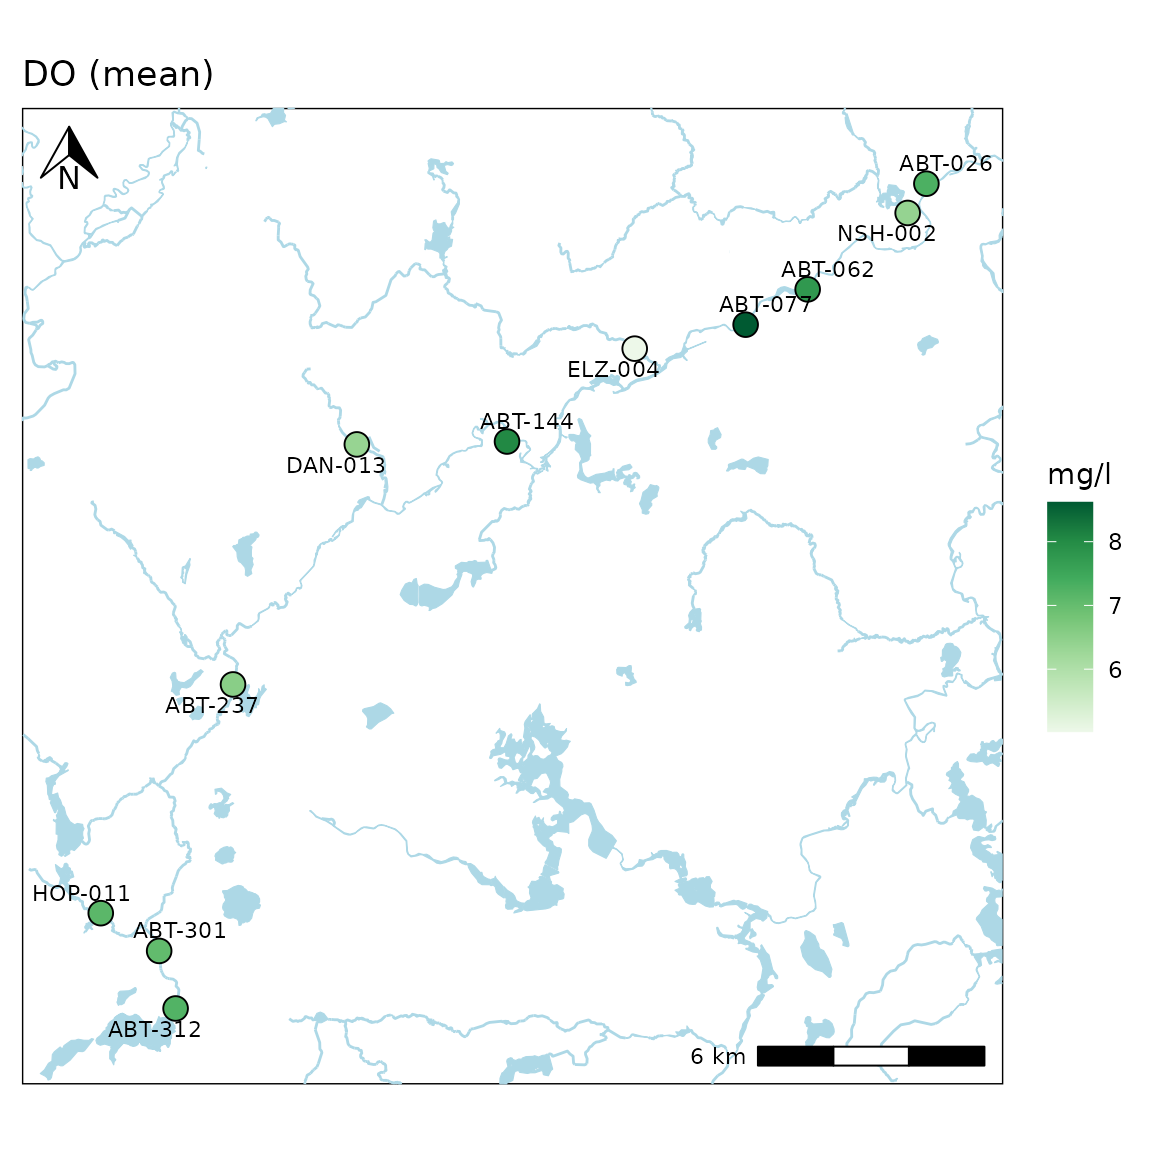 DO (mean)
N
ABT-026
NSH-002
ABT-062
ABT-077
ELZ-004
ABT-144
DAN-013
mg/l
8
7
6
ABT-237
HOP-011
ABT-301
ABT-312
6 km